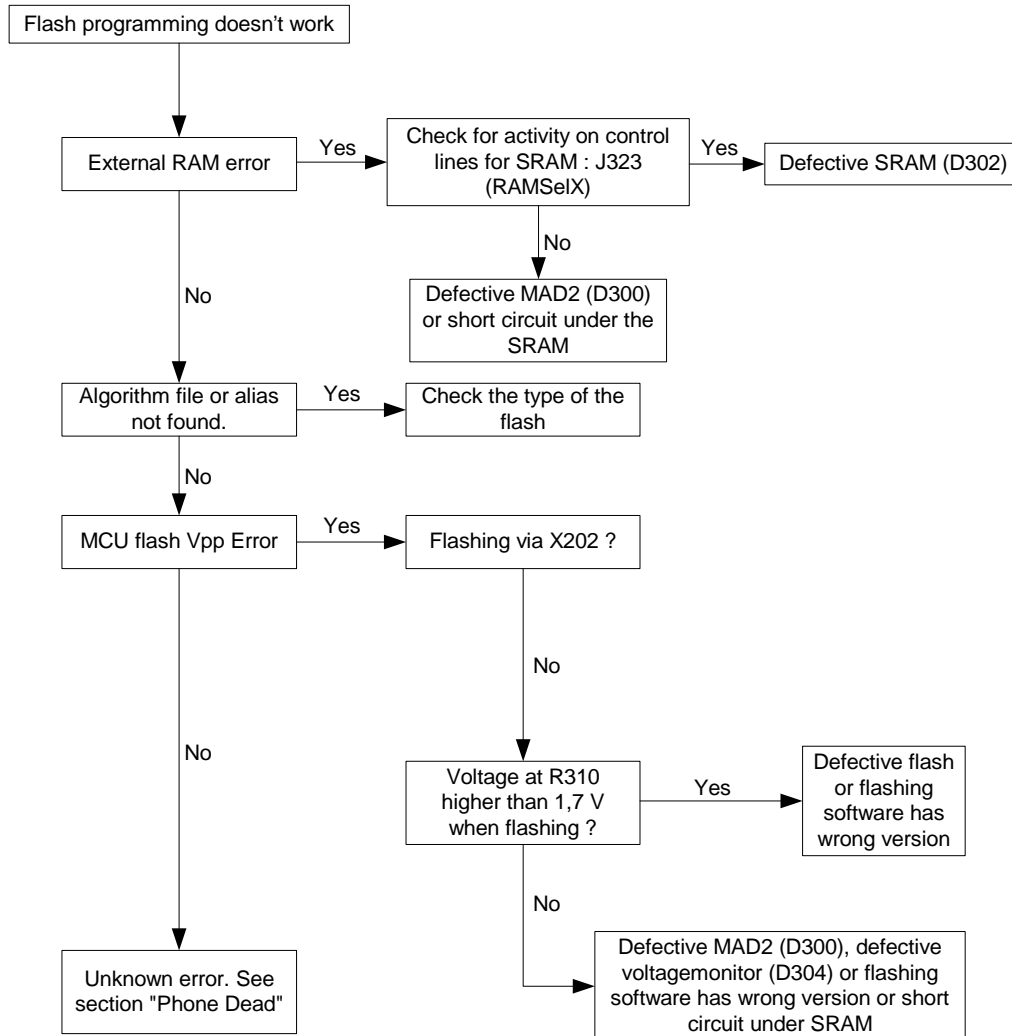 Flash programming doesn't work
External RAM error
Yes
Check for activity on control
lines for SRAM : J323
(RAMSelX)
Yes
Defective SRAM (D302)
No
Defective MAD2 (D300)
or short circuit under the
SRAM
No
Algorithm file or alias
not found.
Yes
Check the type of the
flash
No
MCU flash Vpp Error
Yes
Flashing via X202 ?
No
No
Voltage at R310
higher than 1,7 V
when flashing ?
Yes
Defective flash
or flashing
software has
wrong version
No
Unknown error. See
section "Phone Dead"
Defective MAD2 (D300), defective
voltagemonitor (D304) or flashing
software has wrong version or short
circuit under SRAM